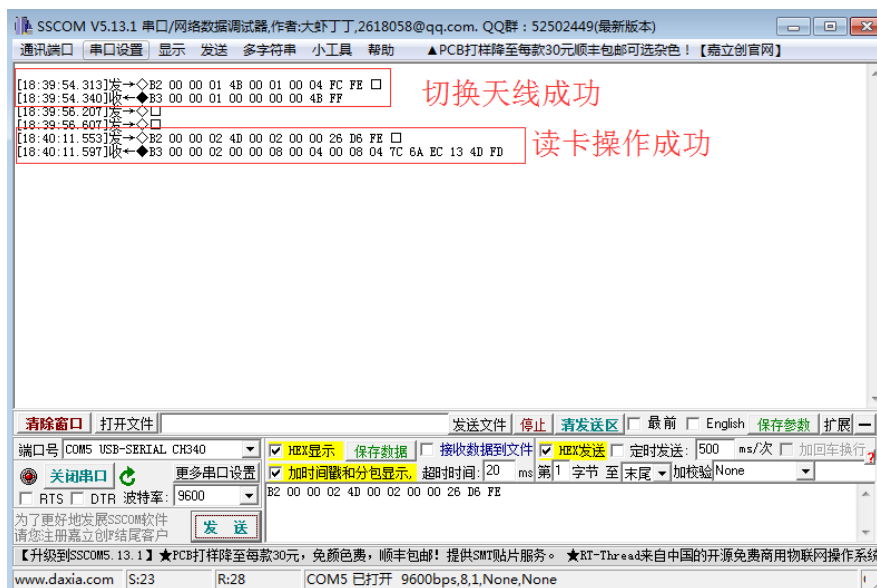 SSCOM V5.13.1 串口/网络数据调试器,作者:大虾丁丁,2618058@qq.com. QQ群：52502449(最新版本)
通讯端口 串口设置 显示 发送 多字符串 小工具 帮助 ▲PCB打样降至每款30元顺丰包邮可选杂色！【嘉立创官网】
[18:39:54.313]发→◇B2 00 00 01 4B 00 01 00 04 FC FE □
[18:39:54.340]收←◆B3 00 00 01 00 00 00 00 4B FF
切换天线成功
[18:39:56.207]发→◇□
[18:39:56.607]发→◇□
[18:40:11.553]发→◇B2 00 00 02 4D 00 02 00 00 26 D6 FE □
[18:40:11.597]收←◆B3 00 00 02 00 00 08 00 04 00 08 04 7C 6A EC 13 4D FD
读卡操作成功
清除窗口 打开文件 发送文件 停止 清发送区 最前 English 保存参数 扩展 —
端口号 COM5 USB-SERIAL CH340 HEX显示 保存数据 接收数据到文件 HEX发送 定时发送: 500 ms/次 加回车换行
关闭串口 更多串口设置 加时间戳和分包显示, 超时时间: 20 ms 第1 字节 至 末尾 加校验 None
RTS DTR 波特率: 9600
B2 00 00 02 4D 00 02 00 00 26 D6 FE
为了更好地发展SSCOM软件
请您注册嘉立创F结尾客户
发 送
【升级到SSCOM5.13.1】★PCB打样降至每款30元，免颜色费，顺丰包邮！提供SMT贴片服务。 ★RT-Thread来自中国的开源免费商用物联网操作系统
www.daxia.com S:23 R:28 COM5 已打开 9600bps,8,1,None,None